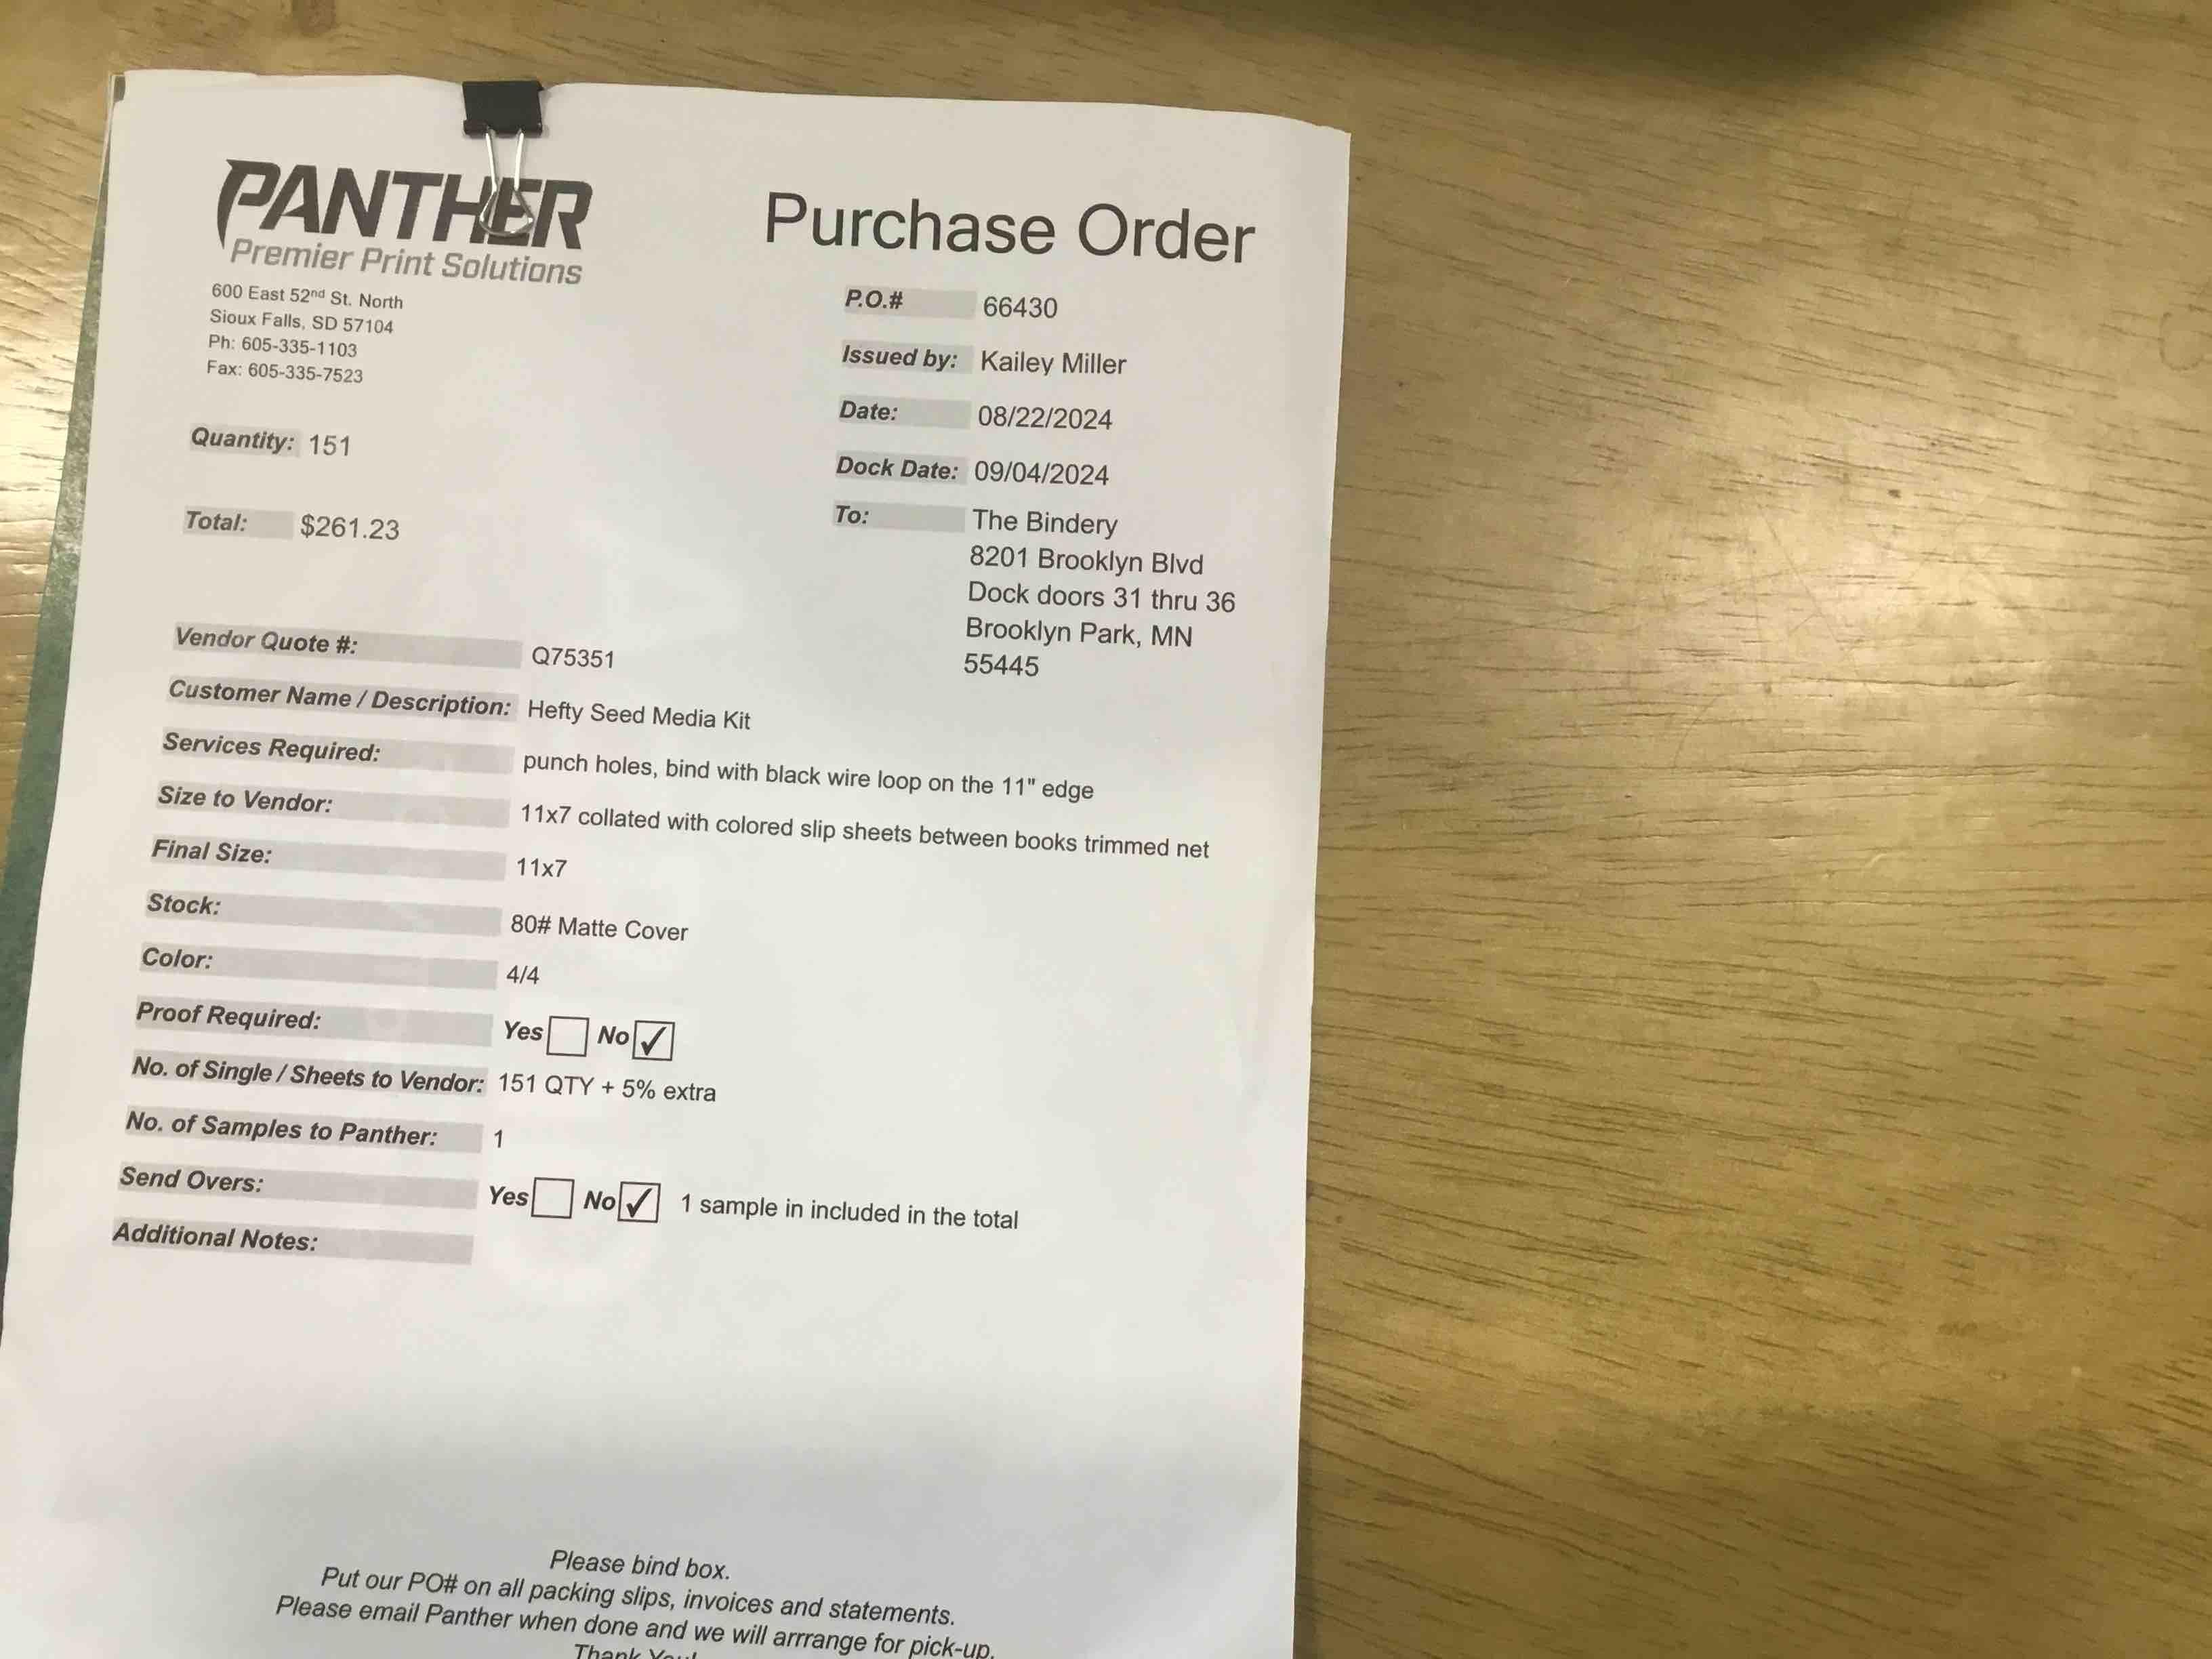 PANTHER
Premier Print Solutions
600 East 52nd St. North
Sioux Falls, SD 57104
Ph: 605-335-1103
Fax: 605-335-7523
Purchase Order
P.O.# 66430
Issued by: Kailey Miller
Date: 08/22/2024
Dock Date: 09/04/2024
To: The Bindery
8201 Brooklyn Blvd
Dock doors 31 thru 36
Brooklyn Park, MN
55445
Quantity: 151
Total: $261.23
Vendor Quote #: Q75351
Customer Name / Description: Hefty Seed Media Kit
Services Required: punch holes, bind with black wire loop on the 11" edge
Size to Vendor: 11x7 collated with colored slip sheets between books trimmed net
Final Size: 11x7
Stock: 80# Matte Cover
Color: 4/4
Proof Required: Yes No ✓
No. of Single / Sheets to Vendor: 151 QTY + 5% extra
No. of Samples to Panther: 1
Send Overs: Yes No ✓ 1 sample in included in the total
Additional Notes:
Please bind box.
Put our PO# on all packing slips, invoices and statements.
Please email Panther when done and we will arrrange for pick-up.
Thank You!